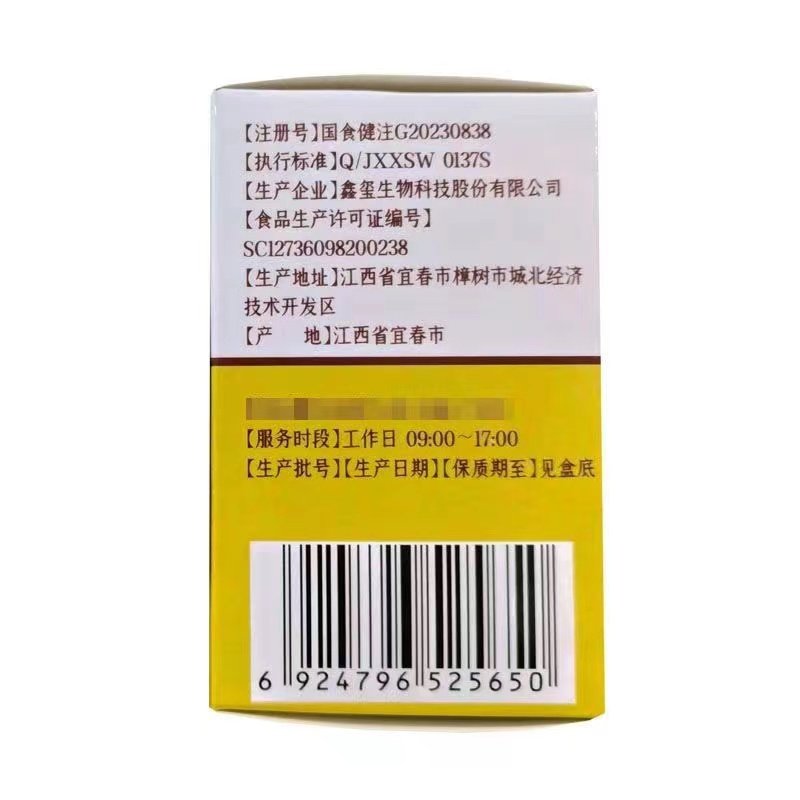 【注册号】国食健注G20230838
【执行标准】Q/JXXSW 0137S
【生产企业】鑫玺生物科技股份有限公司
【食品生产许可证编号】
SC12736098200238
【生产地址】江西省宜春市樟树市城北经济
技术开发区
【产 地】江西省宜春市
【服务时段】工作日 09:00～17:00
【生产批号】【生产日期】【保质期至】见盒底
6 924796 525650